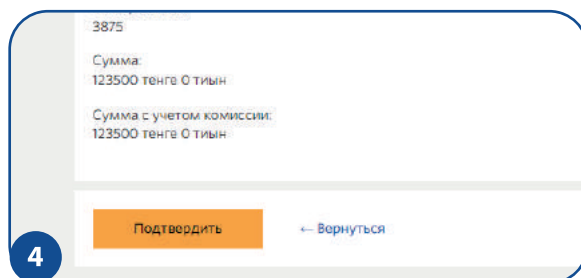 3875
Сумма:
123500 тенге 0 тиын
Сумма с учетом комиссии:
123500 тенге 0 тиын
Подтвердить
← Вернуться
4